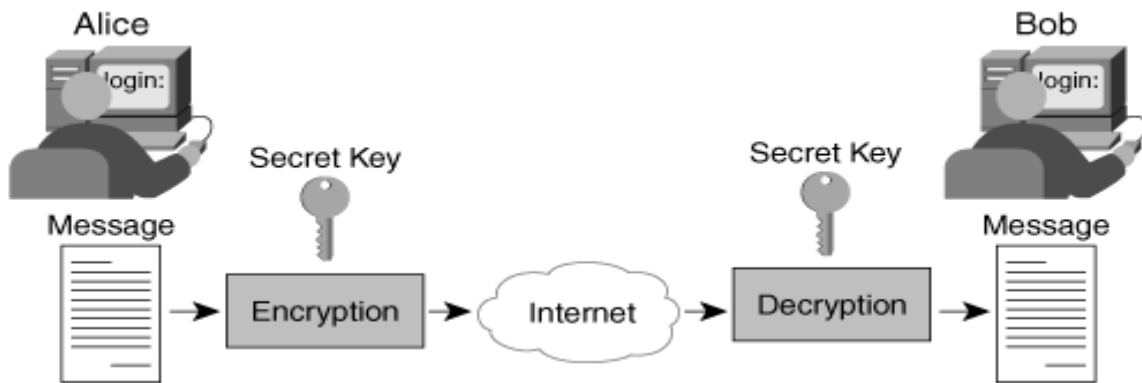 Alice
Bob
login:
login:
Secret Key
Secret Key
Message
Message
Encryption
Internet
Decryption